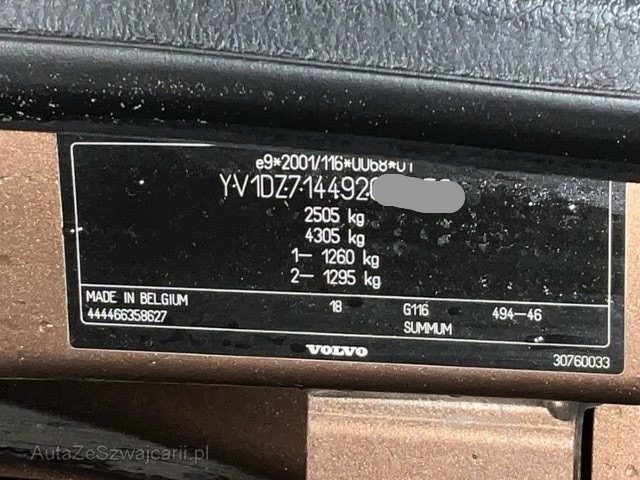 e9*2001/116*0068*01
YV1DZ714492
2505 kg
4305 kg
1- 1260 kg
2- 1295 kg
MADE IN BELGIUM 18 G116 494-46
444466358627 SUMMUM
VOLVO
30760033
AutaZeSzwajcarii.pl